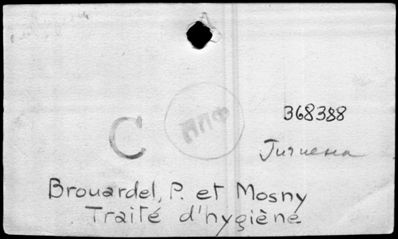 368388
C
Гигиена
Brouardel, P. et Mosny
Traité d'hygiène